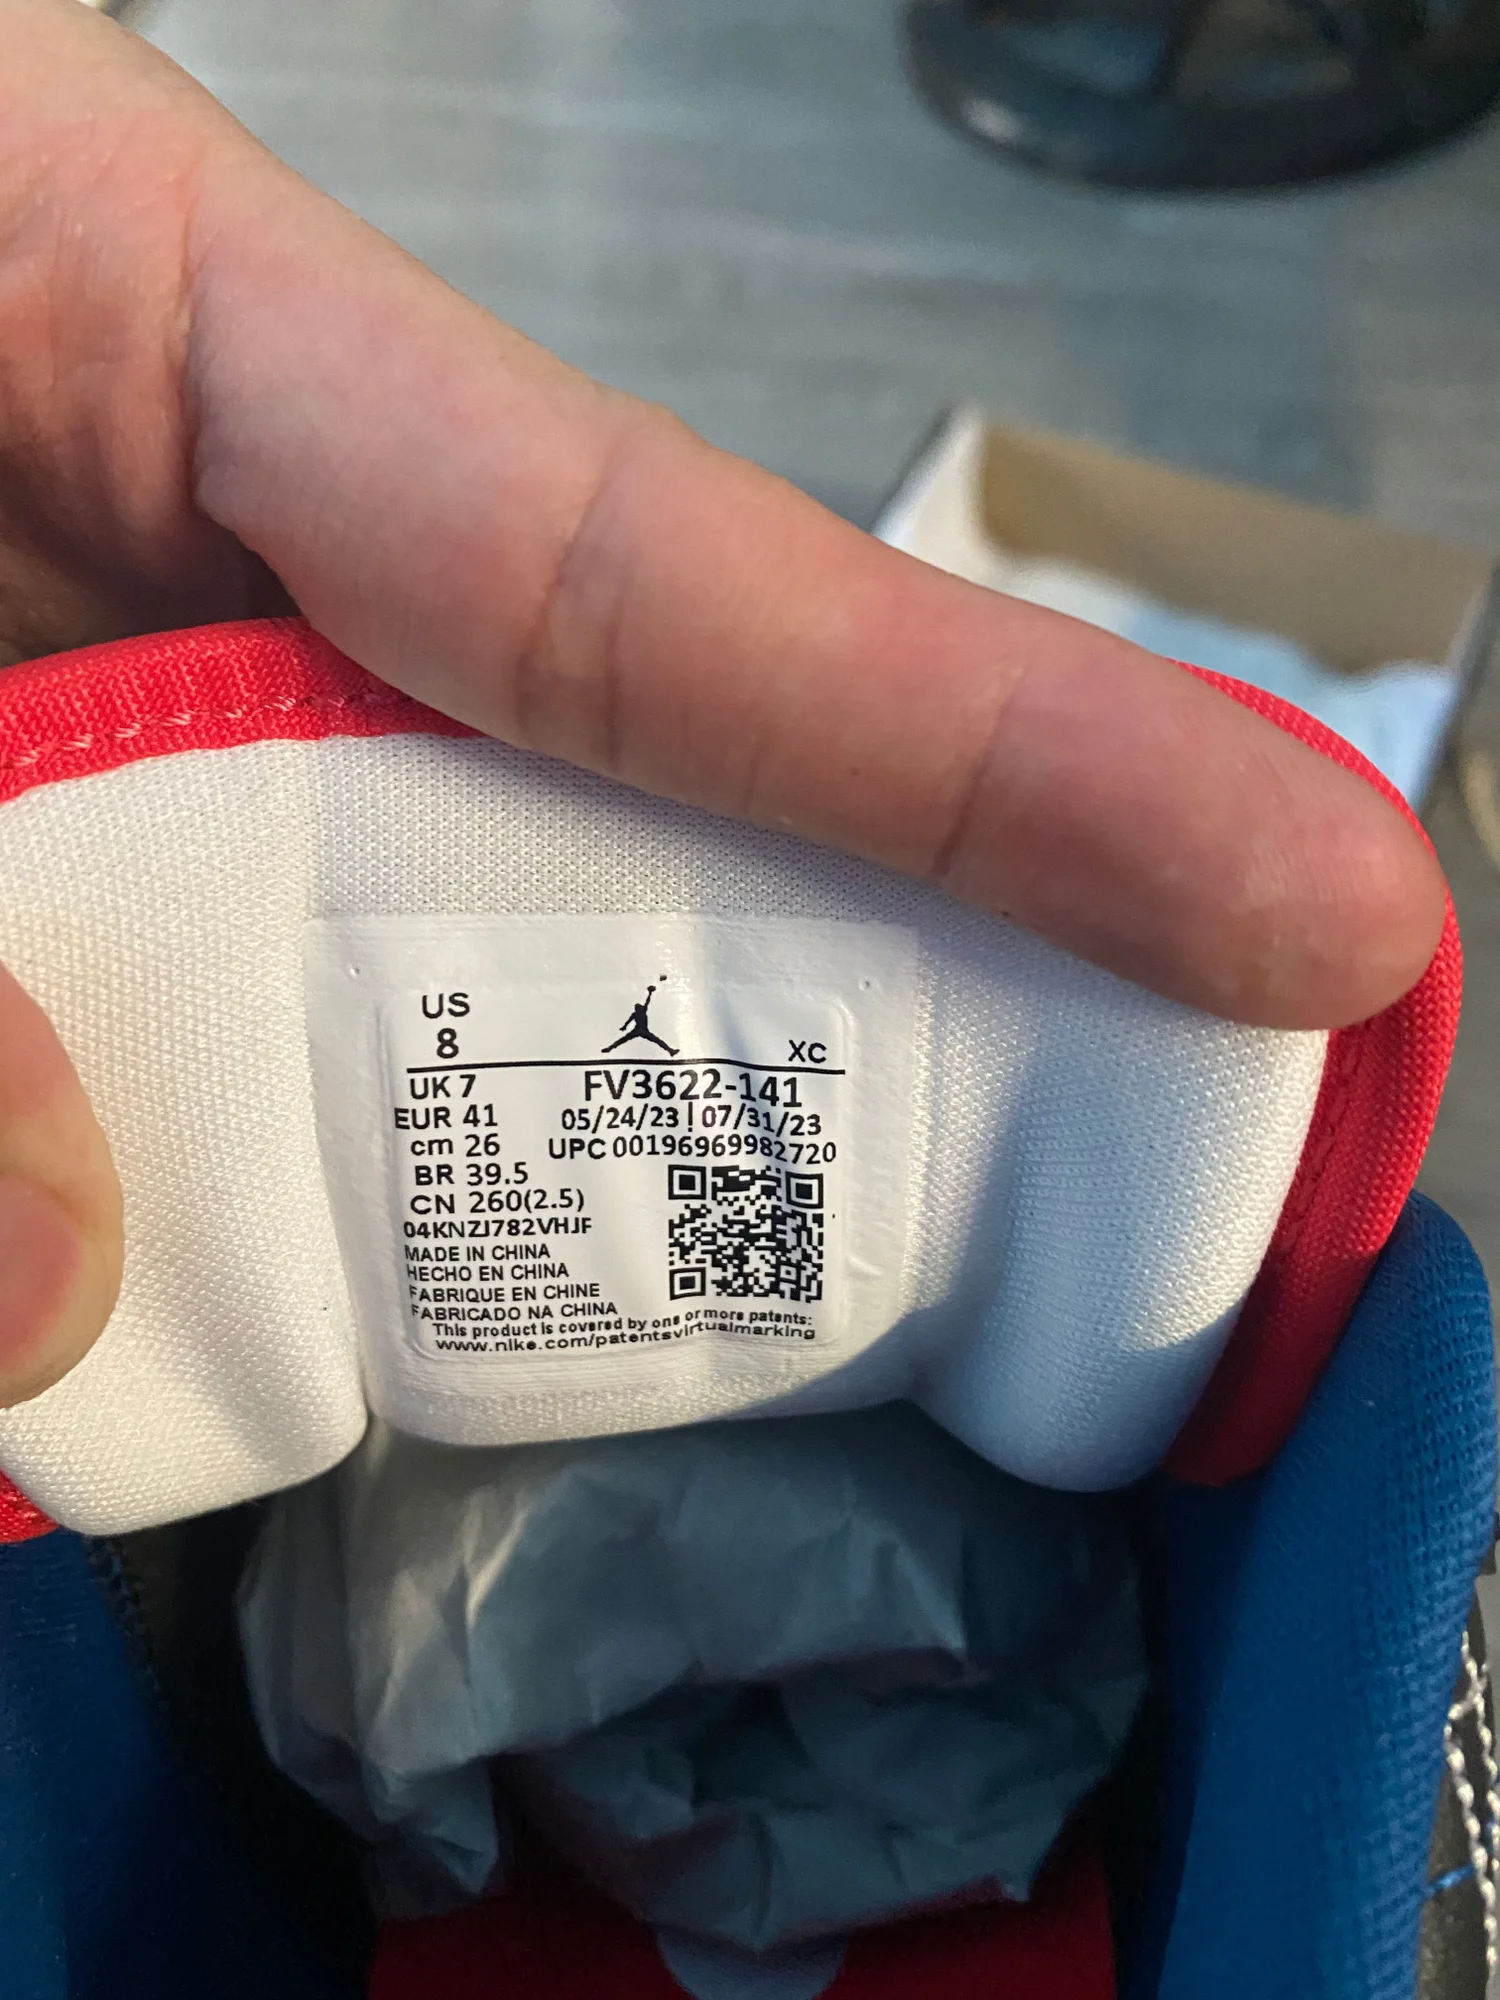 US
8
XC
UK 7
FV3622-141
EUR 41
05/24/23 | 07/31/23
cm 26
UPC 00196969982720
BR 39.5
CN 260(2.5)
04KNZJ782VHJF
MADE IN CHINA
HECHO EN CHINA
FABRIQUE EN CHINE
FABRICADO NA CHINA
This product is covered by one or more patents:
www.nike.com/patentsvirtualmarking